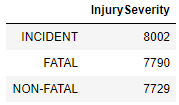 InjurySeverity
INCIDENT 8002
FATAL 7790
NON-FATAL 7729